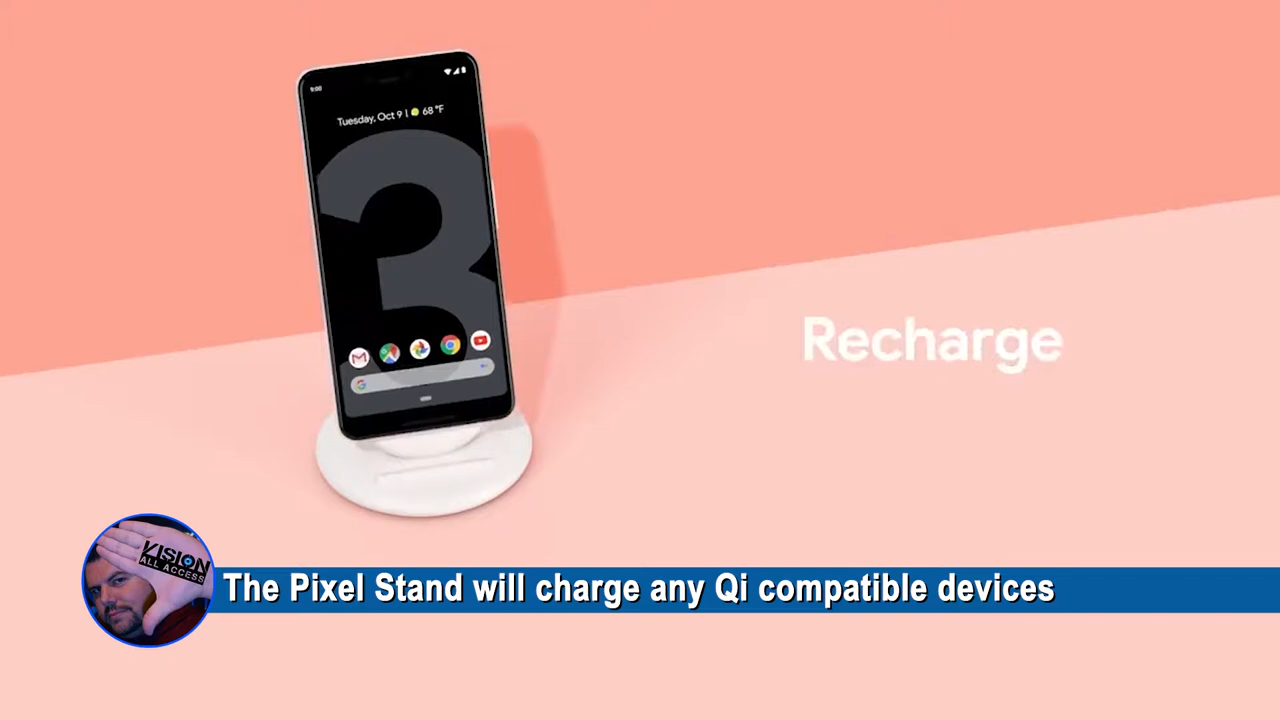 9:00
Tuesday, Oct 9 | 68 °F
3
Recharge
VISION
ALL ACCESS
The Pixel Stand will charge any Qi compatible devices